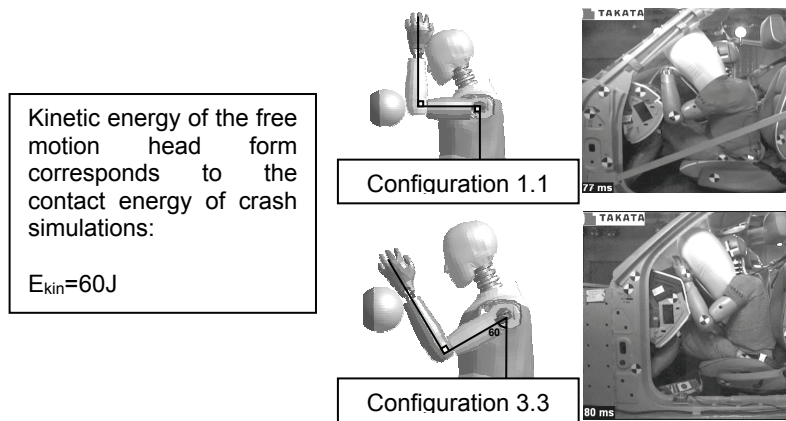 Kinetic energy of the free
motion head form
corresponds to the
contact energy of crash
simulations:
Ekin=60J
Configuration 1.1
TAKATA
77 ms
60
Configuration 3.3
TAKATA
80 ms